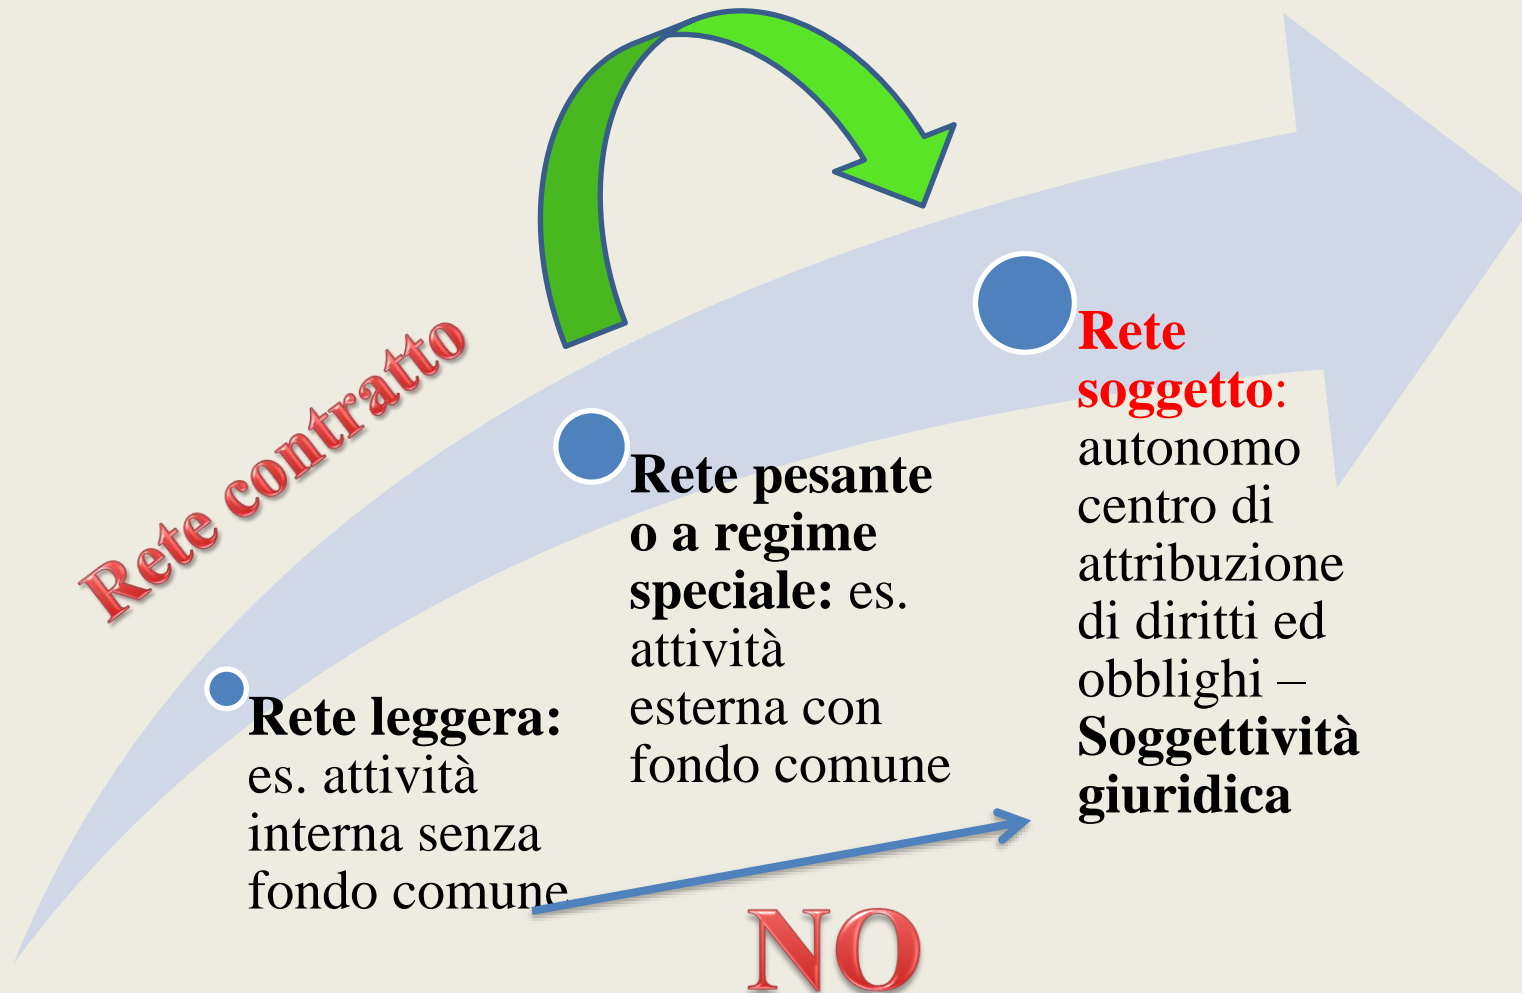 Rete contratto
Rete leggera:
es. attività
interna senza
fondo comune
Rete pesante
o a regime
speciale: es.
attività
esterna con
fondo comune
Rete
soggetto:
autonomo
centro di
attribuzione
di diritti ed
obblighi –
Soggettività
giuridica
NO